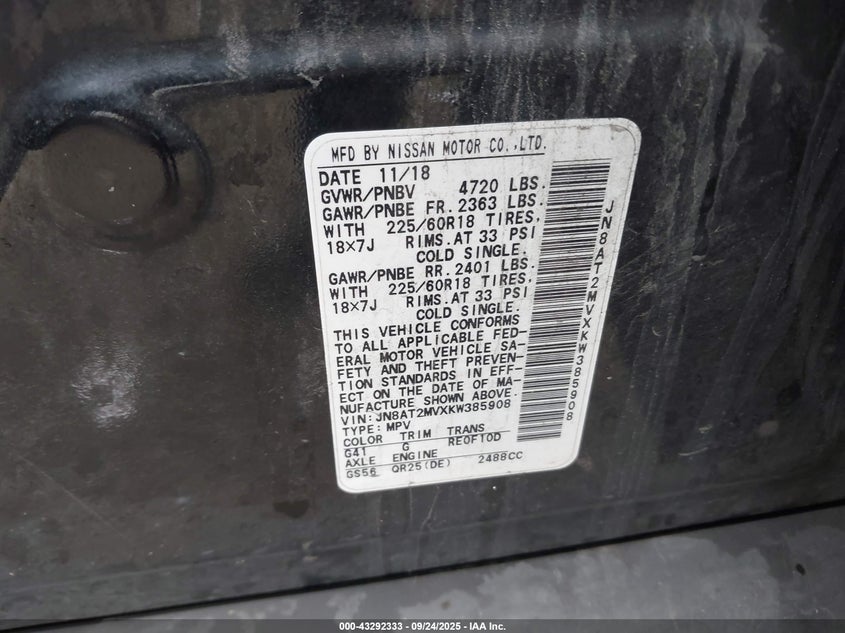 MFD BY NISSAN MOTOR CO.,LTD.
DATE 11/18
GVWR/PNBV 4720 LBS.
GAWR/PNBE FR. 2363 LBS.
WITH 225/60R18 TIRES,
18×7J RIMS.AT 33 PSI
COLD SINGLE.
GAWR/PNBE RR. 2401 LBS.
WITH 225/60R18 TIRES,
18×7J RIMS.AT 33 PSI
COLD SINGLE.
THIS VEHICLE CONFORMS
TO ALL APPLICABLE FED-
ERAL MOTOR VEHICLE SA-
FETY AND THEFT PREVEN-
TION STANDARDS IN EFF-
ECT ON THE DATE OF MA-
NUFACTURE SHOWN ABOVE.
VIN: JN8AT2MVXKW385908
TYPE: MPV
COLOR TRIM TRANS
G41 G RE0F10D
AXLE ENGINE
GS56 QR25(DE) 2488CC
JN8AT2MVXKW385908
000-43292333 - 09/24/2025 - IAA Inc.